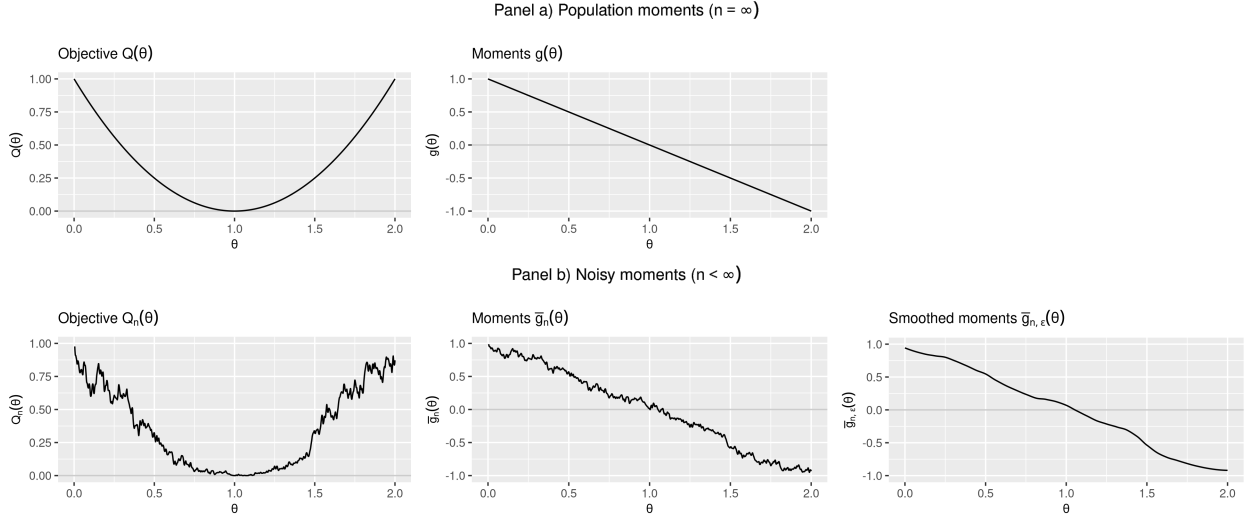 Panel a) Population moments (n = ∞)
Objective Q(θ)
Moments g(θ)
Q(θ)
1.00
0.75
0.50
0.25
0.00
0.0 0.5 1.0 1.5 2.0
θ
g(θ)
1.0
0.5
0.0
-0.5
-1.0
0.0 0.5 1.0 1.5 2.0
θ
Panel b) Noisy moments (n < ∞)
Objective Qₙ(θ)
Moments g̅ₙ(θ)
Smoothed moments g̅ₙ, ε(θ)
Qₙ(θ)
1.00
0.75
0.50
0.25
0.00
0.0 0.5 1.0 1.5 2.0
θ
g̅ₙ(θ)
1.0
0.5
0.0
-0.5
-1.0
0.0 0.5 1.0 1.5 2.0
θ
g̅ₙ, ε(θ)
1.0
0.5
0.0
-0.5
-1.0
0.0 0.5 1.0 1.5 2.0
θ